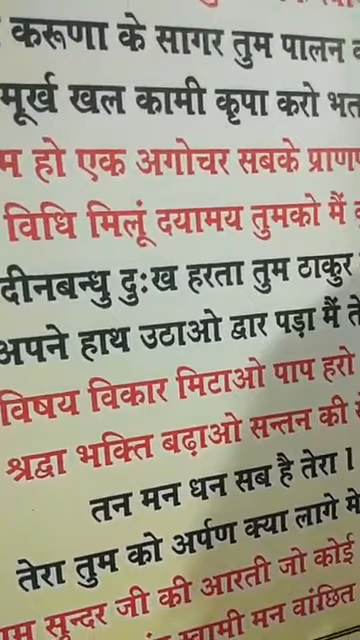 करूणा के सागर तुम पालन
मूर्ख खल कामी कृपा करो
हो एक अगोचर सबके
विधि मिलूं दयामय तुमको मैं
दीनबन्धु दुःख हरता तुम ठाकुर
अपने हाथ उठाओ द्वार पड़ा मैं
विषय विकार मिटाओ पाप हरो
श्रद्वा भक्ति बढ़ाओ सन्तन की
तन मन धन सब है तेरा ।
तेरा तुम को अर्पण क्या लागे
सुन्दर जी की आरती जो कोई
स्वामी मन वांछित